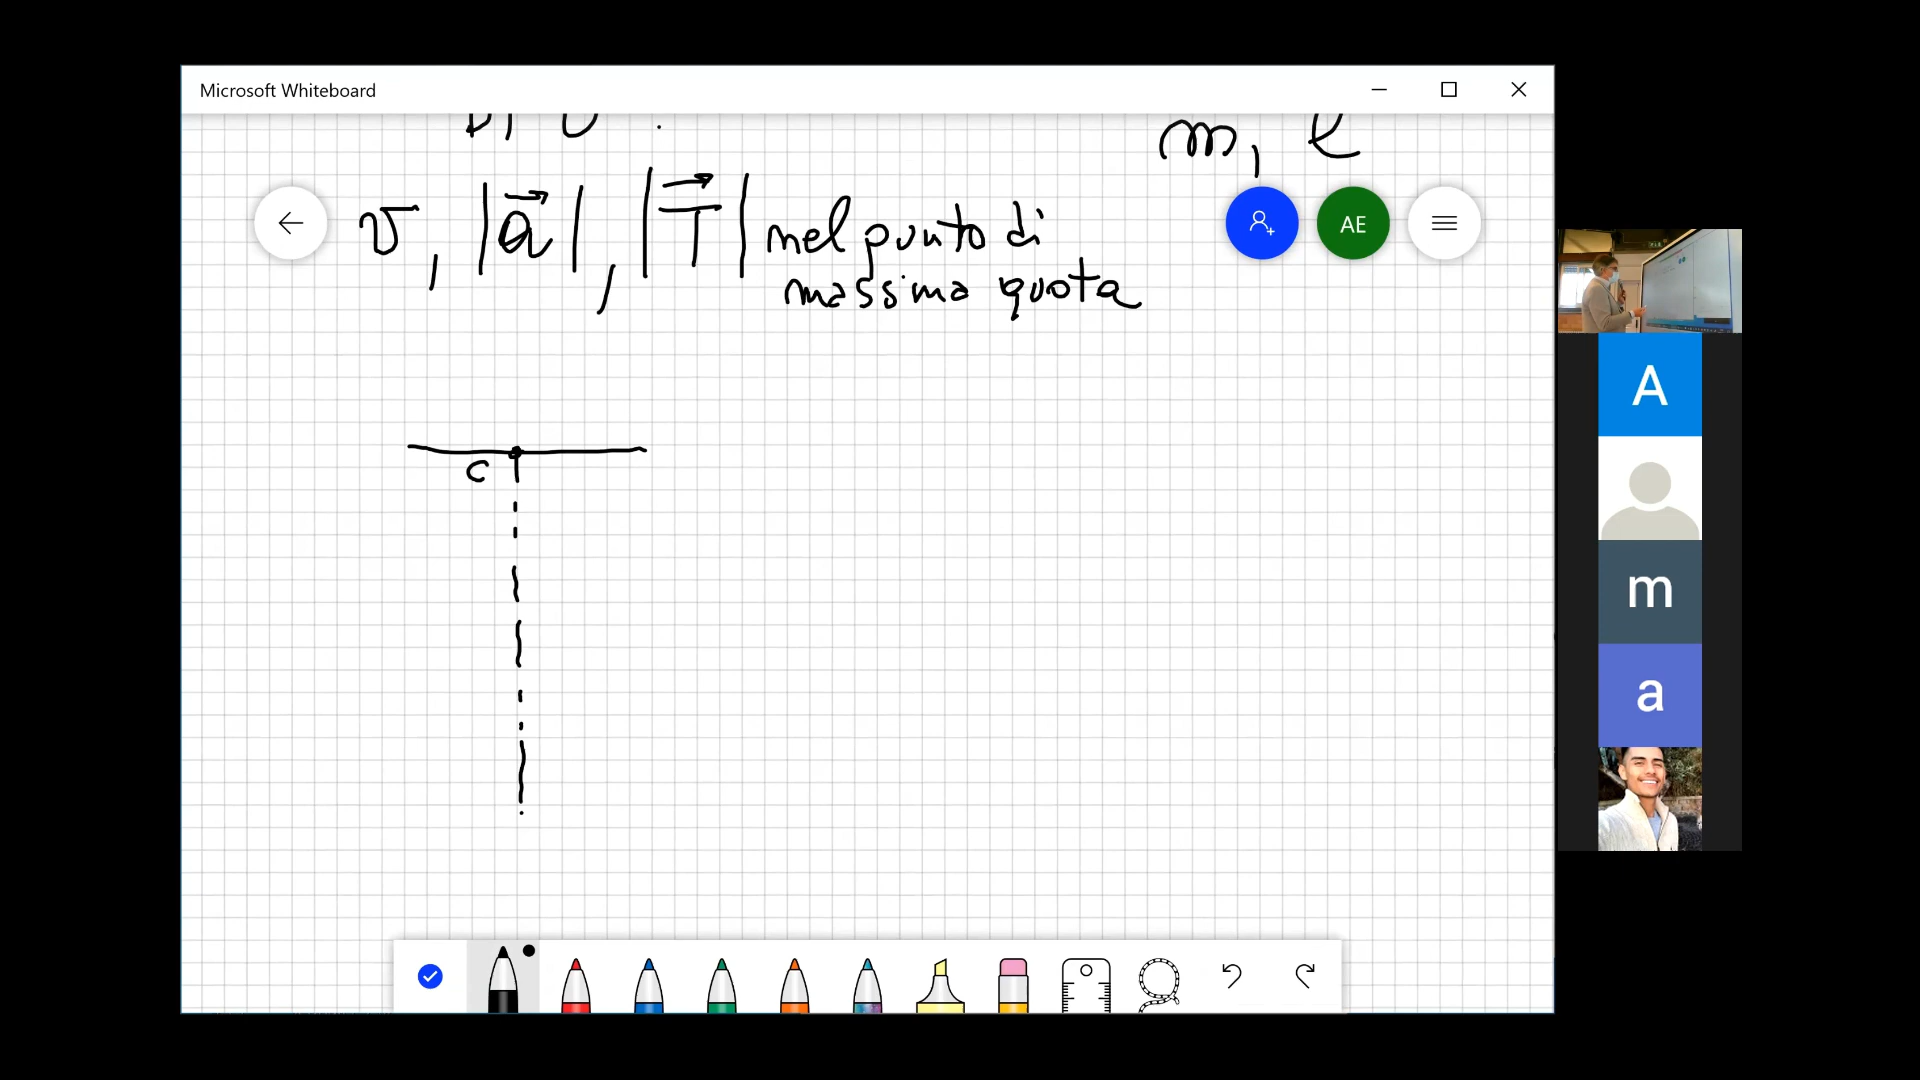 Microsoft Whiteboard
m, l
v, |a|, |T| nel punto di
massima quota
AE
C
A
m
a